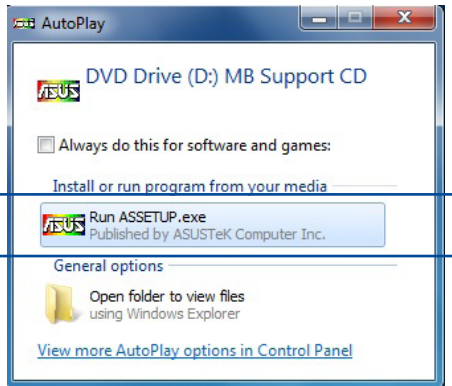 AutoPlay
DVD Drive (D:) MB Support CD
ASUS
Always do this for software and games:
Install or run program from your media
ASUS
Run ASSETUP.exe
Published by ASUSTeK Computer Inc.
General options
Open folder to view files
using Windows Explorer
View more AutoPlay options in Control Panel